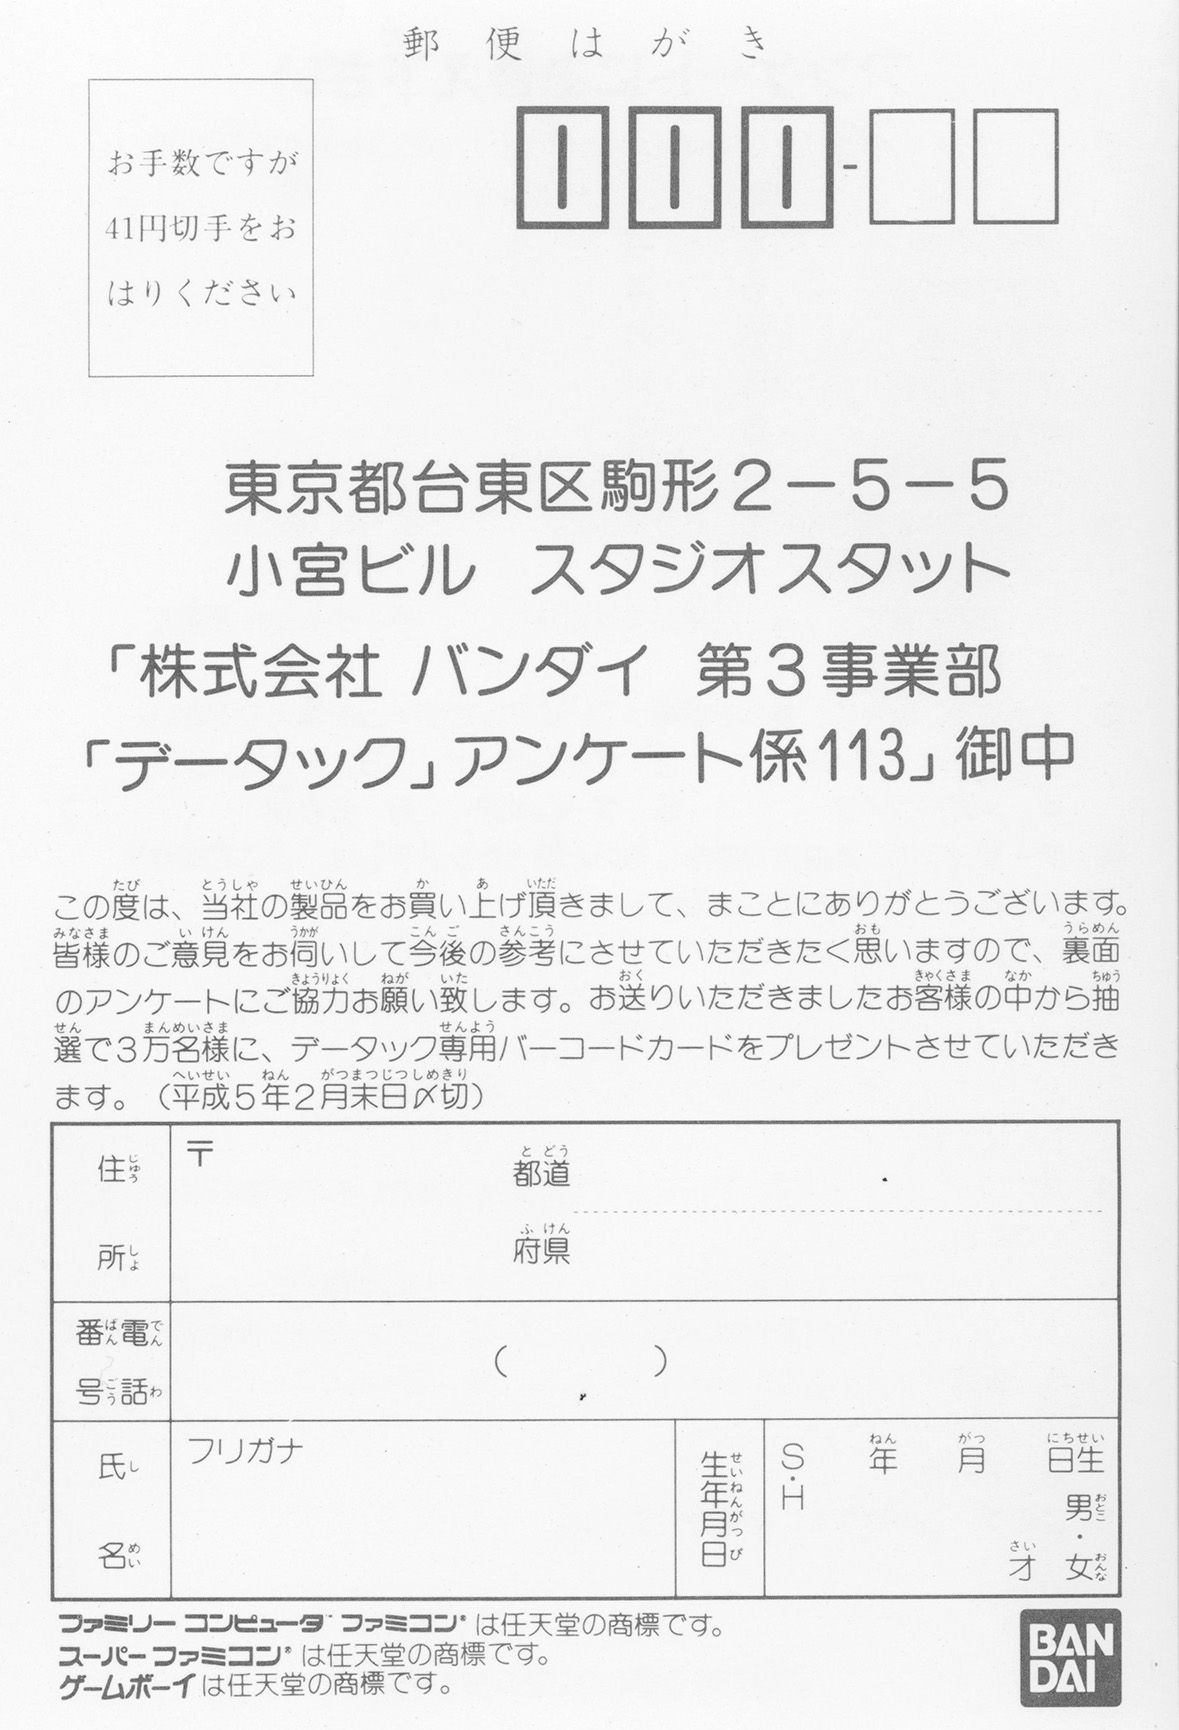 郵便はがき
お手数ですが
41円切手をお
はりください
111-
東京都台東区駒形2-5-5
小宮ビル スタジオスタット
「株式会社 バンダイ 第3事業部
「データック」アンケート係113」御中
この度は、当社の製品をお買い上げ頂きまして、まことにありがとうございます。
皆様のご意見をお伺いして今後の参考にさせていただきたく思いますので、裏面
のアンケートにご協力お願い致します。お送りいただきましたお客様の中から抽
選で3万名様に、データック専用バーコードカードをプレゼントさせていただき
ます。(平成5年2月末日〆切)
住所
〒
都道
府県
電話番号
( )
氏名
フリガナ
生年月日
S・H 年 月 日生
男・女
才
ファミリーコンピュータ™ ファミコン®は任天堂の商標です。
スーパーファミコン®は任天堂の商標です。
ゲームボーイは任天堂の商標です。
BAN
DAI